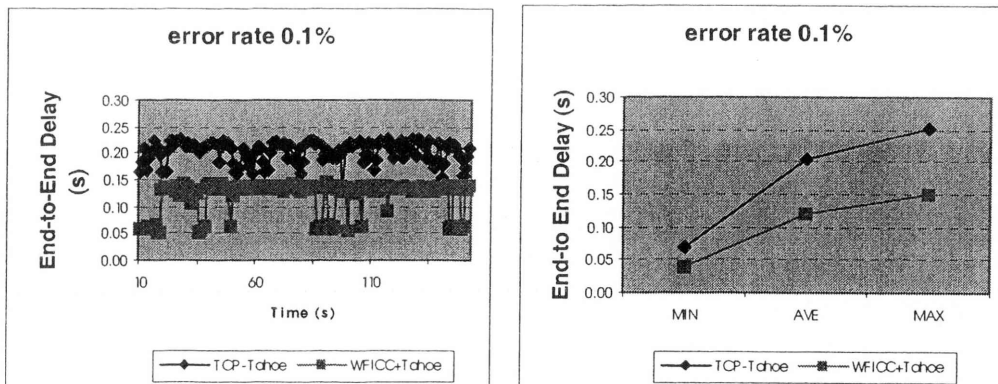 error rate 0.1%
End-to-End Delay
(s)
0.30
0.25
0.20
0.15
0.10
0.05
0.00
10
60
110
Time (s)
TCP-Tahoe
WFICC+Tahoe
error rate 0.1%
End-to End Delay (s)
0.30
0.25
0.20
0.15
0.10
0.05
0.00
MIN
AVE
MAX
TCP-Tahoe
WFICC+Tahoe